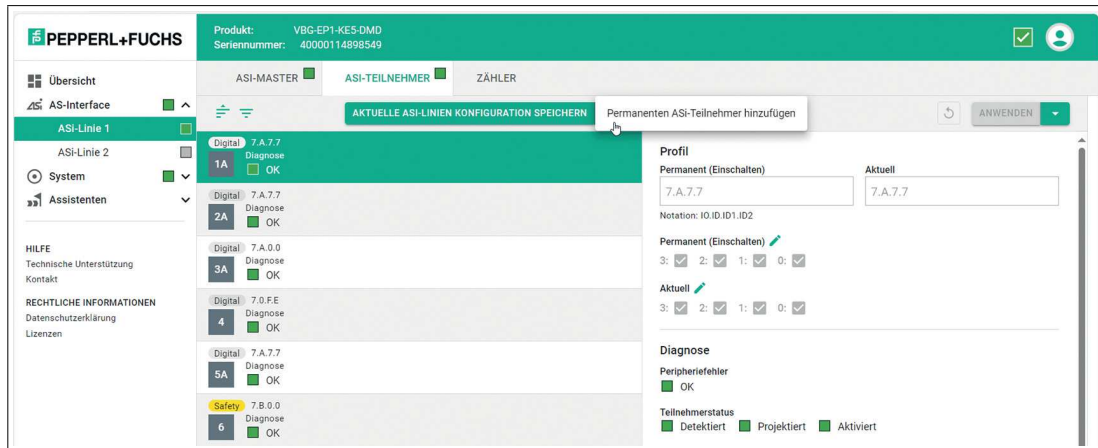 PEPPERL+FUCHS
Produkt: VBG-EP1-KE5-DMD
Seriennummer: 40000114898549
Übersicht
AS-Interface
ASi-Linie 1
ASi-Linie 2
System
Assistenten
HILFE
Technische Unterstützung
Kontakt
RECHTLICHE INFORMATIONEN
Datenschutzerklärung
Lizenzen
ASI-MASTER
ASI-TEILNEHMER
ZÄHLER
AKTUELLE ASI-LINIEN KONFIGURATION SPEICHERN
Permanenten ASi-Teilnehmer hinzufügen
ANWENDEN
Digital 7.A.7.7
Diagnose
1A OK
Digital 7.A.7.7
Diagnose
2A OK
Digital 7.A.0.0
Diagnose
3A OK
Digital 7.0.F.E
Diagnose
4 OK
Digital 7.A.7.7
Diagnose
5A OK
Safety 7.B.0.0
Diagnose
6 OK
Profil
Permanent (Einschalten) Aktuell
7.A.7.7 7.A.7.7
Notation: IO.ID.ID1.ID2
Permanent (Einschalten)
3: 2: 1: 0:
Aktuell
3: 2: 1: 0:
Diagnose
Peripheriefehler
OK
Teilnehmerstatus
Detektiert Projektiert Aktiviert